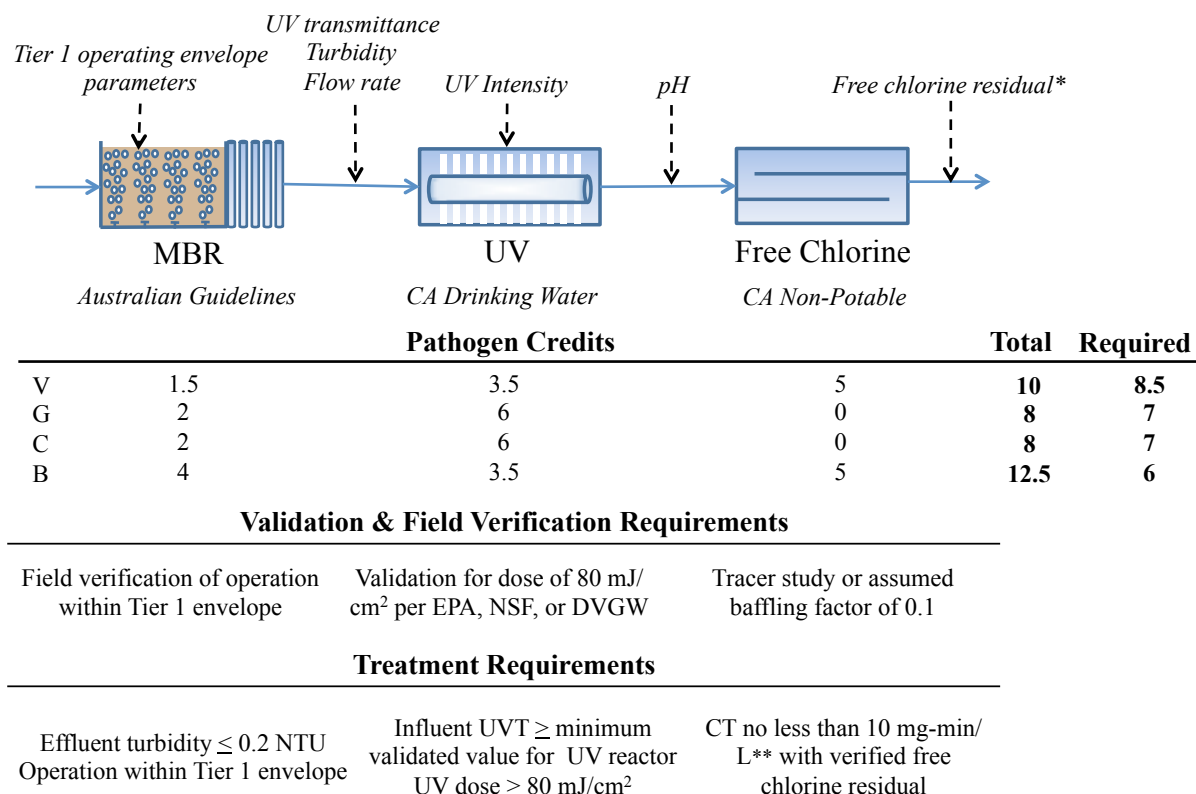 UV transmittance
Turbidity
Flow rate
Tier 1 operating envelope
parameters
UV Intensity
pH
Free chlorine residual*
MBR
UV
Free Chlorine
Australian Guidelines
CA Drinking Water
CA Non-Potable
Pathogen Credits Total Required
V 1.5 3.5 5 10 8.5
G 2 6 0 8 7
C 2 6 0 8 7
B 4 3.5 5 12.5 6
Validation & Field Verification Requirements
Field verification of operation
within Tier 1 envelope
Validation for dose of 80 mJ/
cm² per EPA, NSF, or DVGW
Tracer study or assumed
baffling factor of 0.1
Treatment Requirements
Effluent turbidity ≤ 0.2 NTU
Operation within Tier 1 envelope
Influent UVT ≥ minimum
validated value for UV reactor
UV dose > 80 mJ/cm²
CT no less than 10 mg-min/
L** with verified free
chlorine residual